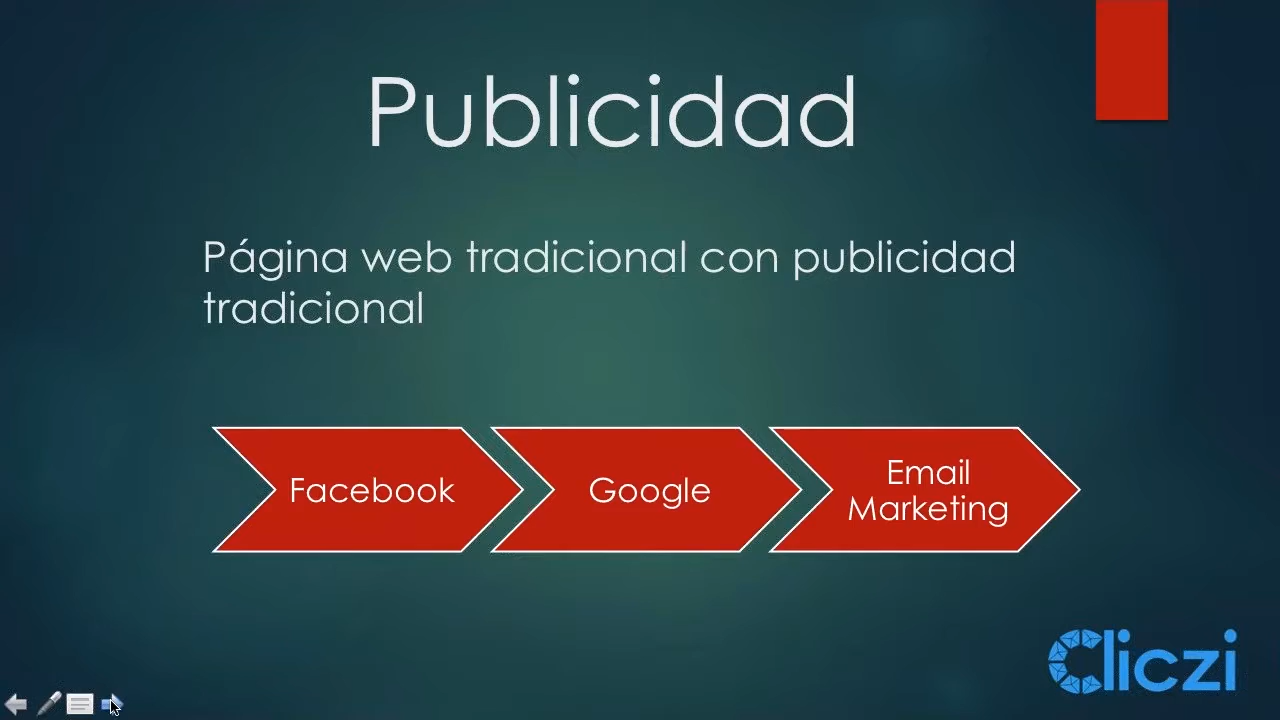 Publicidad
Página web tradicional con publicidad
tradicional
Facebook
Google
Email
Marketing
Cliczi